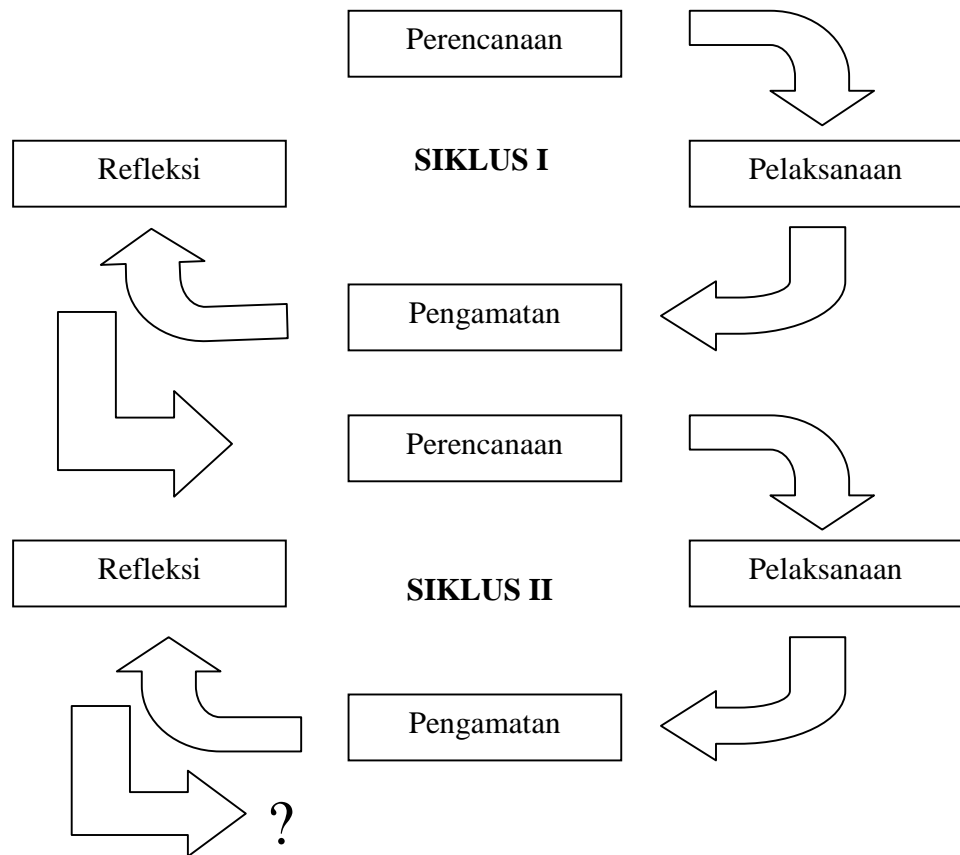 Perencanaan
Refleksi
SIKLUS I
Pelaksanaan
Pengamatan
Perencanaan
Refleksi
SIKLUS II
Pelaksanaan
Pengamatan
?